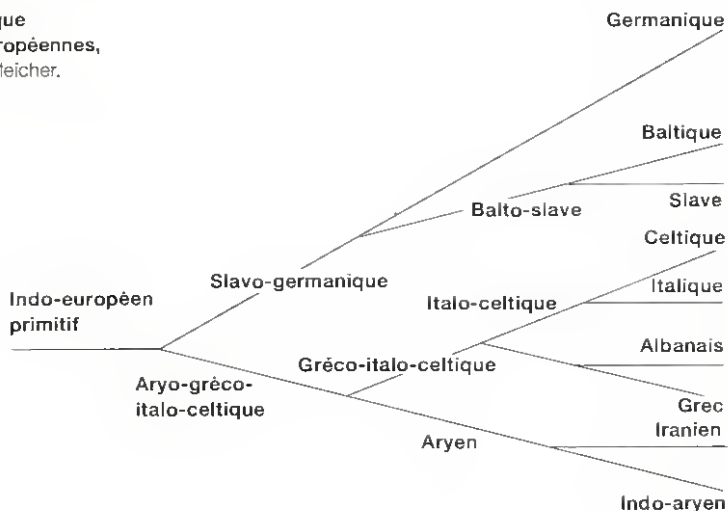 que
ropéennes,
leicher.
Germanique
Baltique
Balto-slave
Slave
Celtique
Slavo-germanique
Italo-celtique
Italique
Indo-européen
primitif
Albanais
Gréco-italo-celtique
Aryo-gréco-
italo-celtique
Grec
Iranien
Aryen
Indo-aryen